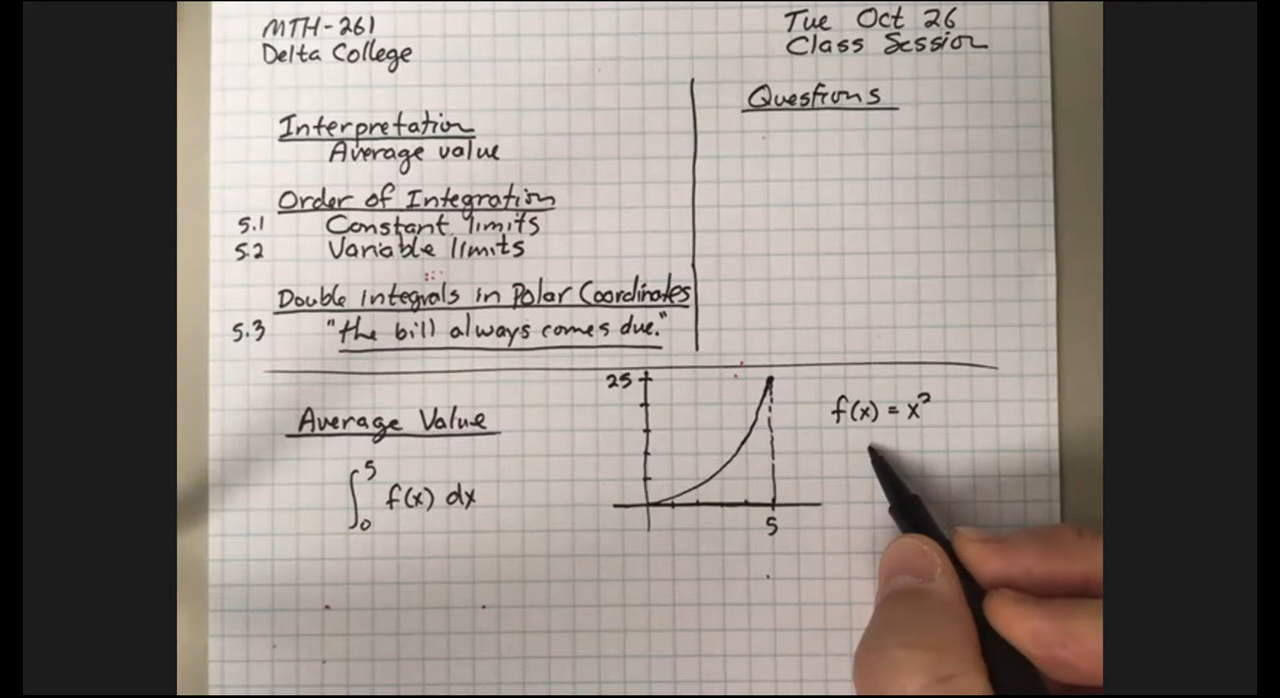 MTH-261
Delta College
Tue Oct 26
Class Session
Interpretation
Average value
Order of Integration
5.1 Constant limits
5.2 Variable limits
Double Integrals in Polar Coordinates
5.3 "the bill always comes due."
Questions
Average Value
∫₀⁵ f(x) dx
25
5
f(x) = x²